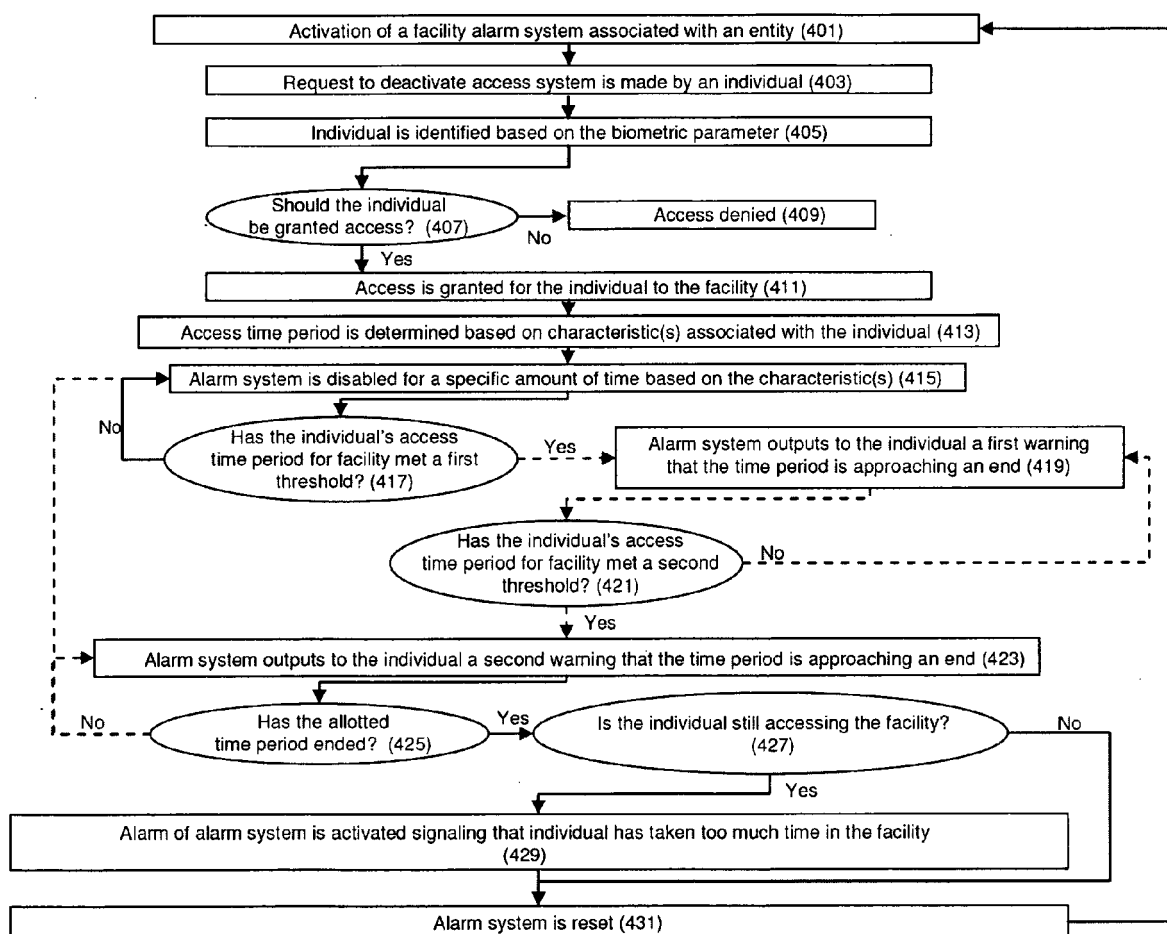 Activation of a facility alarm system associated with an entity (401)
Request to deactivate access system is made by an individual (403)
Individual is identified based on the biometric parameter (405)
Should the individual
be granted access? (407)
No
Access denied (409)
Yes
Access is granted for the individual to the facility (411)
Access time period is determined based on characteristic(s) associated with the individual (413)
Alarm system is disabled for a specific amount of time based on the characteristic(s) (415)
No
Has the individual's access
time period for facility met a first
threshold? (417)
Yes
Alarm system outputs to the individual a first warning
that the time period is approaching an end (419)
Has the individual's access
time period for facility met a second
threshold? (421)
No
Yes
Alarm system outputs to the individual a second warning that the time period is approaching an end (423)
No
Has the allotted
time period ended? (425)
Yes
Is the individual still accessing the facility?
(427)
No
Yes
Alarm of alarm system is activated signaling that individual has taken too much time in the facility
(429)
Alarm system is reset (431)